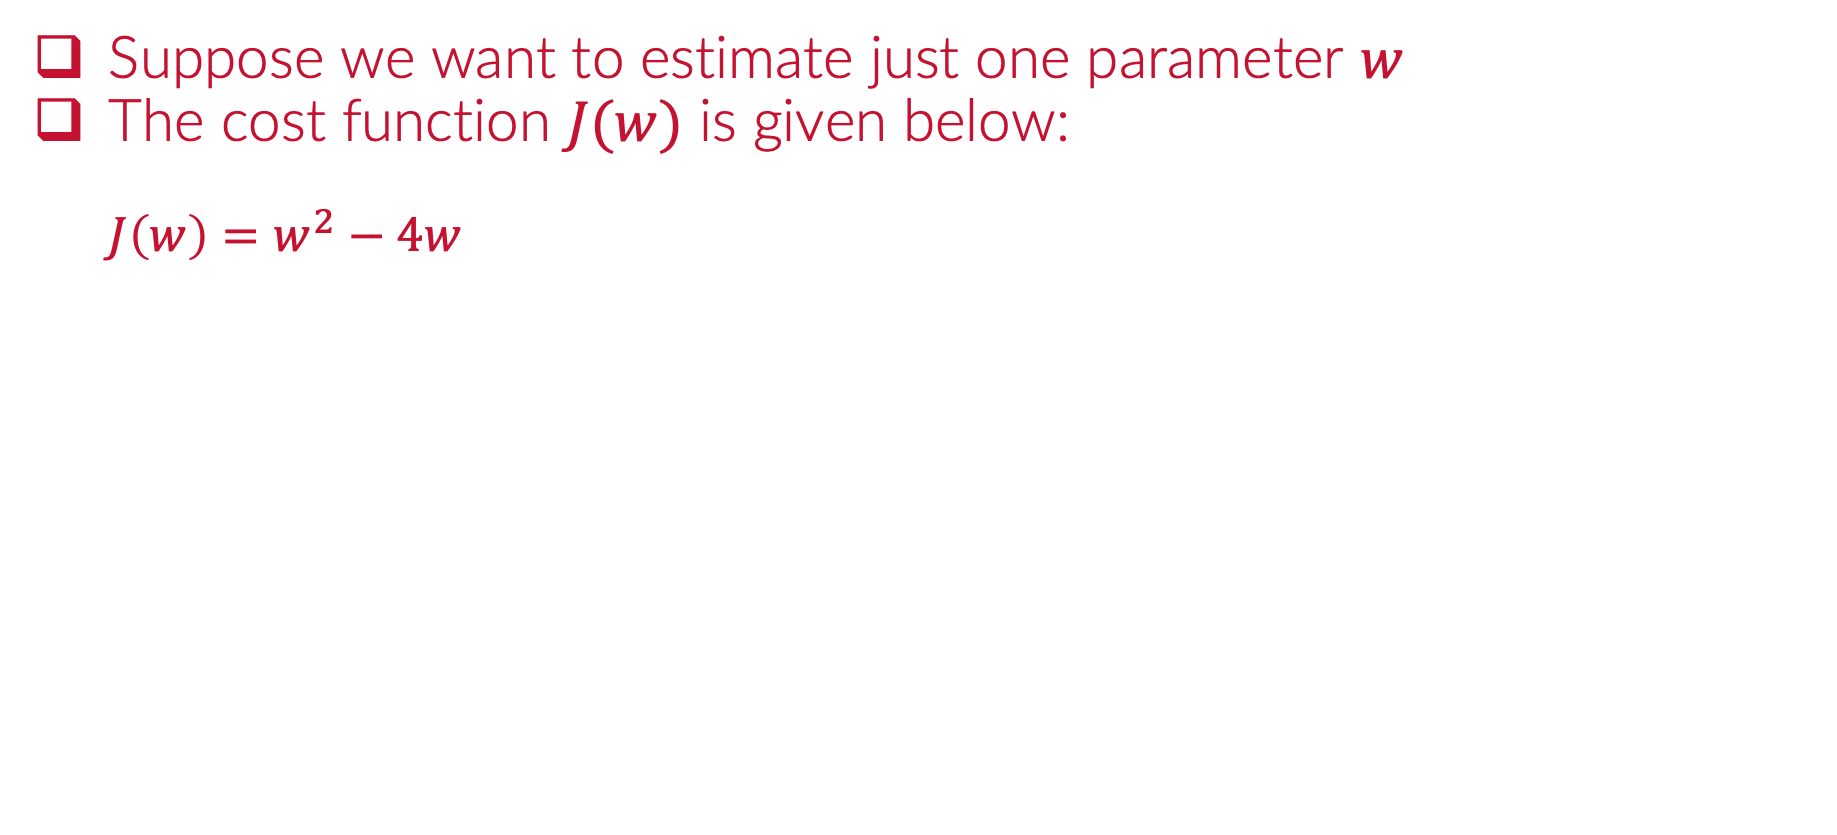 ❑ Suppose we want to estimate just one parameter w
❑ The cost function J(w) is given below:
J(w) = w² − 4w